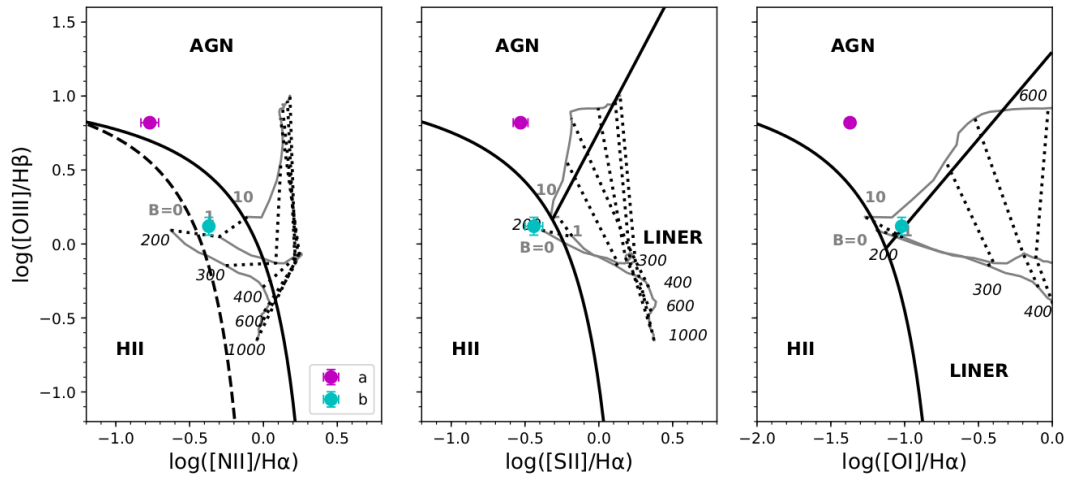 log([OIII]/Hβ)
1.5
1.0
0.5
0.0
−0.5
−1.0
AGN
HII
B=0
1
10
200
300
400
600
1000
a
b
−1.0 −0.5 0.0 0.5
log([NII]/Hα)
AGN
HII
LINER
10
200
B=0
1
300
400
600
1000
−1.0 −0.5 0.0 0.5
log([SII]/Hα)
AGN
HII
LINER
600
10
B=0
1
200
300
400
−2.0 −1.5 −1.0 −0.5 0.0
log([OI]/Hα)